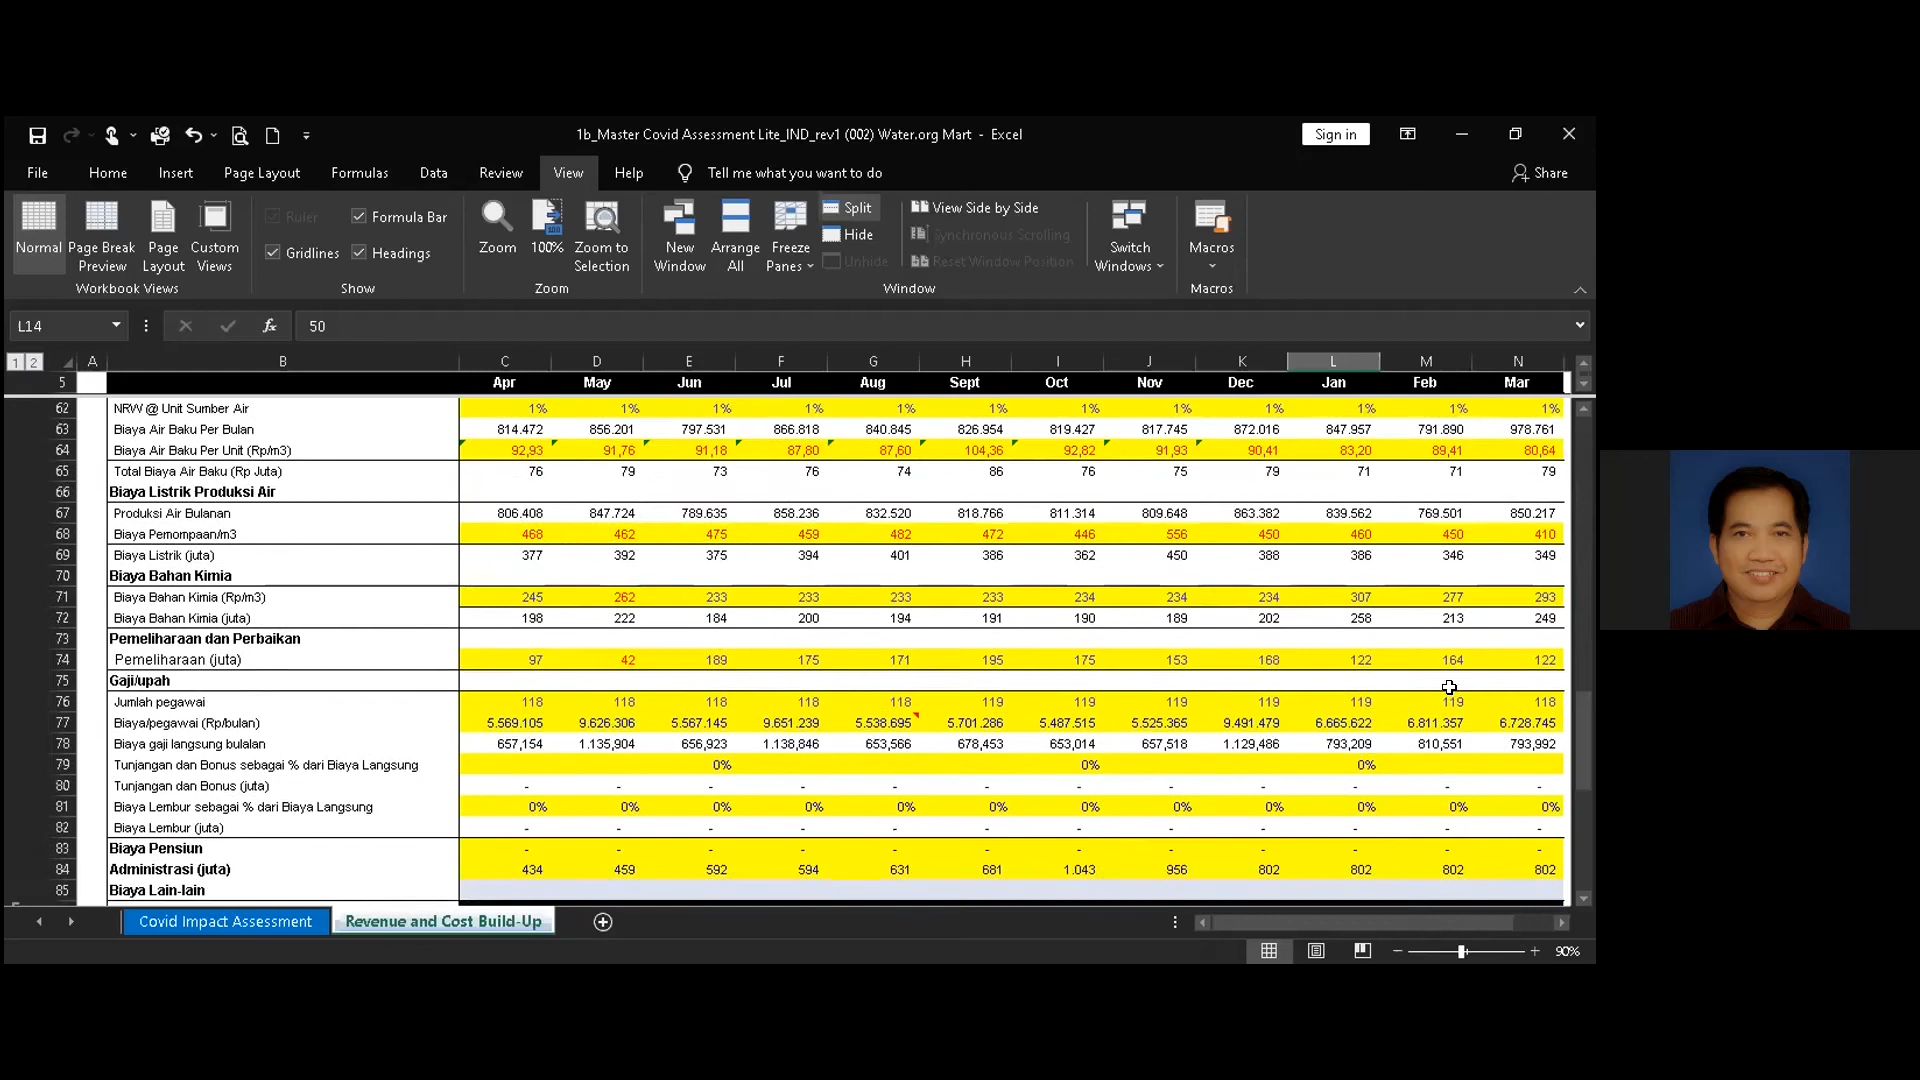 1b_Master Covid Assessment Lite_IND_rev1 (002) Water.org Mart - Excel
Sign in
File Home Insert Page Layout Formulas Data Review View Help Tell me what you want to do Share
Normal Page Break Preview Page Layout Custom Views
Workbook Views
Ruler Formula Bar
Gridlines Headings
Show
Zoom 100% Zoom to Selection
Zoom
New Window Arrange All Freeze Panes
Split
Hide
Unhide
View Side by Side
Synchronous Scrolling
Reset Window Position
Switch Windows
Window
Macros
Macros
L14 fx 50
1 2 A B C D E F G H I J K L M N
5 Apr May Jun Jul Aug Sept Oct Nov Dec Jan Feb Mar
62 NRW @ Unit Sumber Air 1% 1% 1% 1% 1% 1% 1% 1% 1% 1% 1% 1%
63 Biaya Air Baku Per Bulan 814.472 856.201 797.531 866.818 840.845 826.954 819.427 817.745 872.016 847.957 791.890 978.761
64 Biaya Air Baku Per Unit (Rp/m3) 92,93 91,76 91,18 87,80 87,60 104,36 92,82 91,93 90,41 83,20 89,41 80,64
65 Total Biaya Air Baku (Rp Juta) 76 79 73 76 74 86 76 75 79 71 71 79
66 Biaya Listrik Produksi Air
67 Produksi Air Bulanan 806.408 847.724 789.635 858.236 832.520 818.766 811.314 809.648 863.382 839.562 769.501 850.217
68 Biaya Pemompaan/m3 468 462 475 459 482 472 446 556 450 460 450 410
69 Biaya Listrik (juta) 377 392 375 394 401 386 362 450 388 386 346 349
70 Biaya Bahan Kimia
71 Biaya Bahan Kimia (Rp/m3) 245 262 233 233 233 233 234 234 234 307 277 293
72 Biaya Bahan Kimia (juta) 198 222 184 200 194 191 190 189 202 258 213 249
73 Pemeliharaan dan Perbaikan
74 Pemeliharaan (juta) 97 42 189 175 171 195 175 153 168 122 164 122
75 Gaji/upah
76 Jumlah pegawai 118 118 118 118 118 119 119 119 119 119 119 118
77 Biaya/pegawai (Rp/bulan) 5.569.105 9.626.306 5.567.145 9.651.239 5.538.695 5.701.286 5.487.515 5.525.365 9.491.479 6.665.622 6.811.357 6.728.745
78 Biaya gaji langsung bulalan 657,154 1.135,904 656,923 1.138,846 653,566 678,453 653,014 657,518 1.129,486 793,209 810,551 793,992
79 Tunjangan dan Bonus sebagai % dari Biaya Langsung 0% 0% 0%
80 Tunjangan dan Bonus (juta) - - - - - - - - - - - -
81 Biaya Lembur sebagai % dari Biaya Langsung 0% 0% 0% 0% 0% 0% 0% 0% 0% 0% 0% 0%
82 Biaya Lembur (juta) - - - - - - - - - - - -
83 Biaya Pensiun - - - - - - - - - - - -
84 Administrasi (juta) 434 459 592 594 631 681 1.043 956 802 802 802 802
85 Biaya Lain-lain
Covid Impact Assessment Revenue and Cost Build-Up
90%